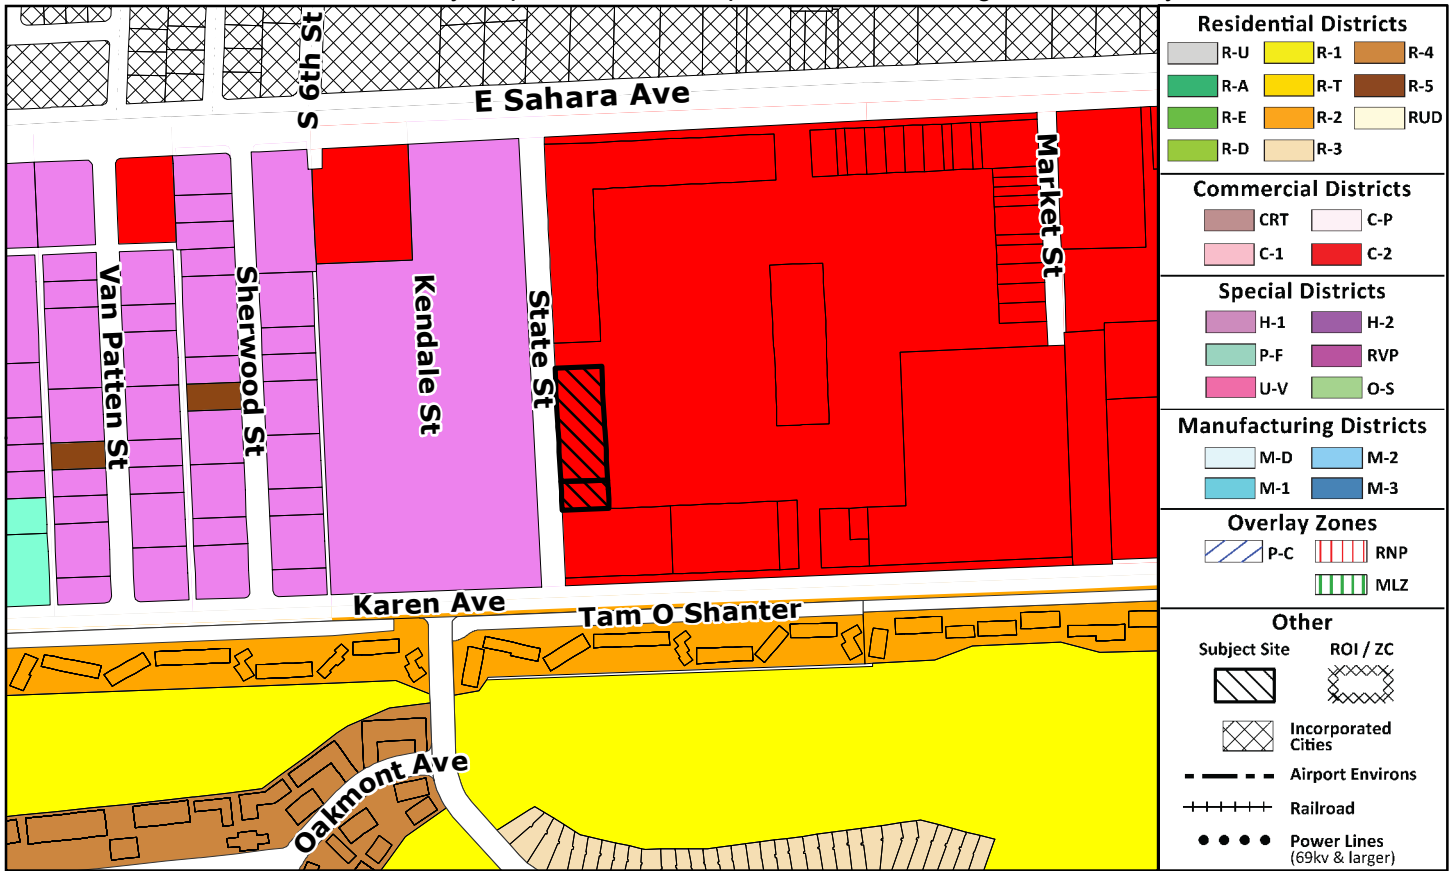 S 6th St
E Sahara Ave
Market St
Van Patten St
Sherwood St
Kendale St
State St
Karen Ave
Tam O Shanter
Oakmont Ave
Residential Districts
R-U
R-1
R-4
R-A
R-T
R-5
R-E
R-2
RUD
R-D
R-3
Commercial Districts
CRT
C-P
C-1
C-2
Special Districts
H-1
H-2
P-F
RVP
U-V
O-S
Manufacturing Districts
M-D
M-2
M-1
M-3
Overlay Zones
P-C
RNP
MLZ
Other
Subject Site
ROI / ZC
Incorporated
Cities
Airport Environs
Railroad
Power Lines
(69kv & larger)